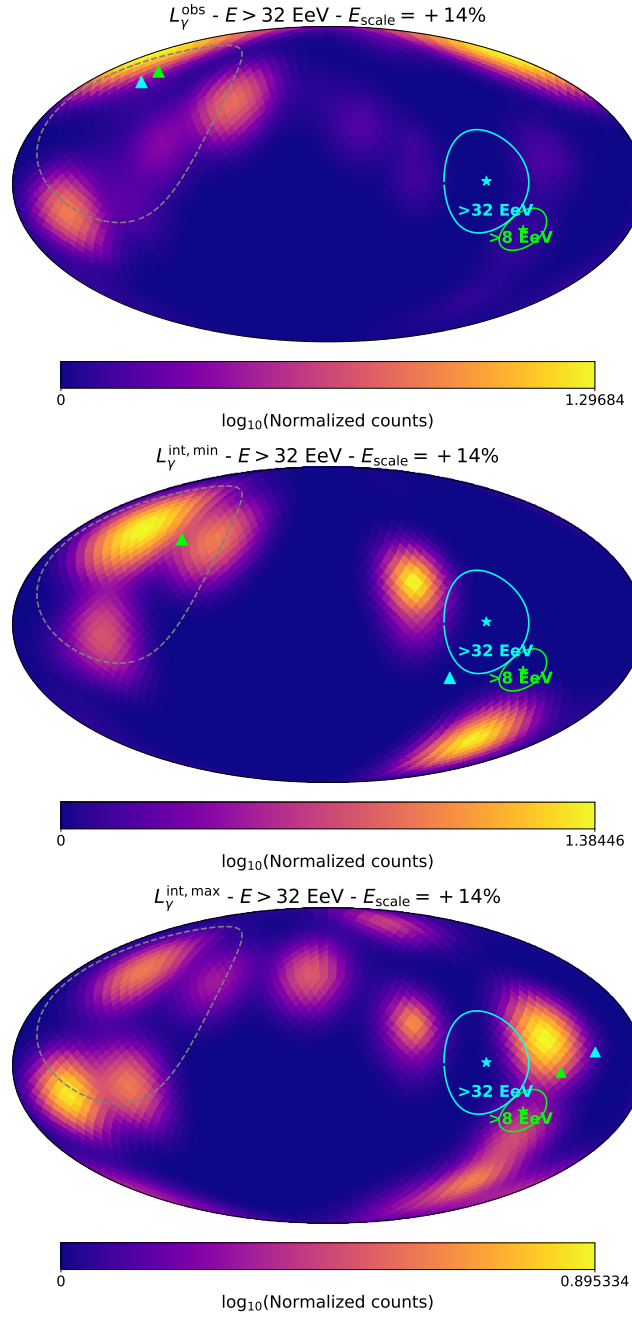 L_γ^obs - E > 32 EeV - E_scale = +14%
>32 EeV
>8 EeV
0 1.29684
log₁₀(Normalized counts)
L_γ^int, min - E > 32 EeV - E_scale = +14%
>32 EeV
>8 EeV
0 1.38446
log₁₀(Normalized counts)
L_γ^int, max - E > 32 EeV - E_scale = +14%
>32 EeV
>8 EeV
0 0.895334
log₁₀(Normalized counts)